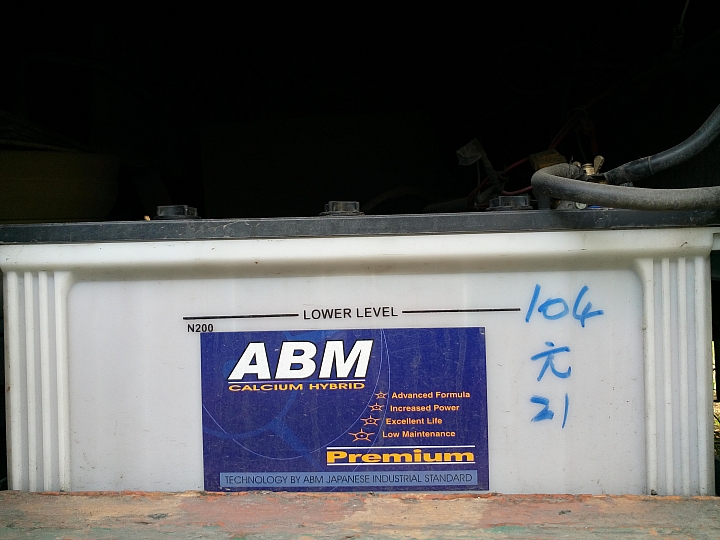 LOWER LEVEL
N200
ABM
CALCIUM HYBRID
Advanced Formula
Increased Power
Excellent Life
Low Maintenance
Premium
TECHNOLOGY BY ABM JAPANESE INDUSTRIAL STANDARD
104
元
21